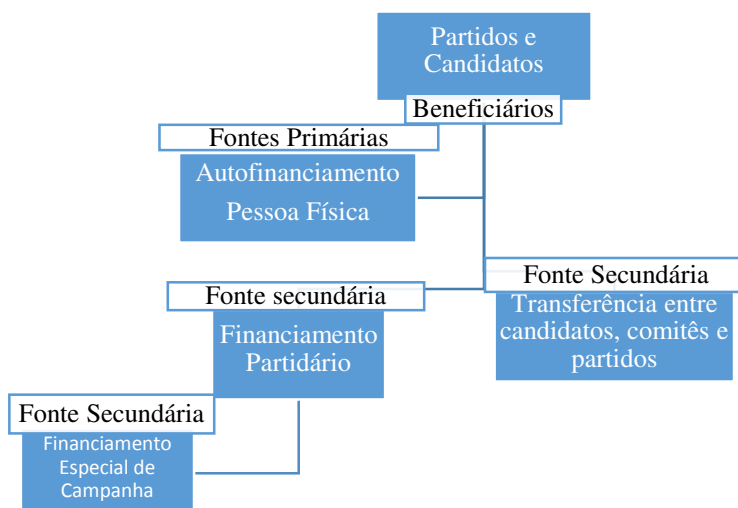 Partidos e
Candidatos
Beneficiários
Fontes Primárias
Autofinanciamento
Pessoa Física
Fonte secundária
Financiamento
Partidário
Fonte Secundária
Transferência entre
candidatos, comitês e
partidos
Fonte Secundária
Financiamento
Especial de
Campanha